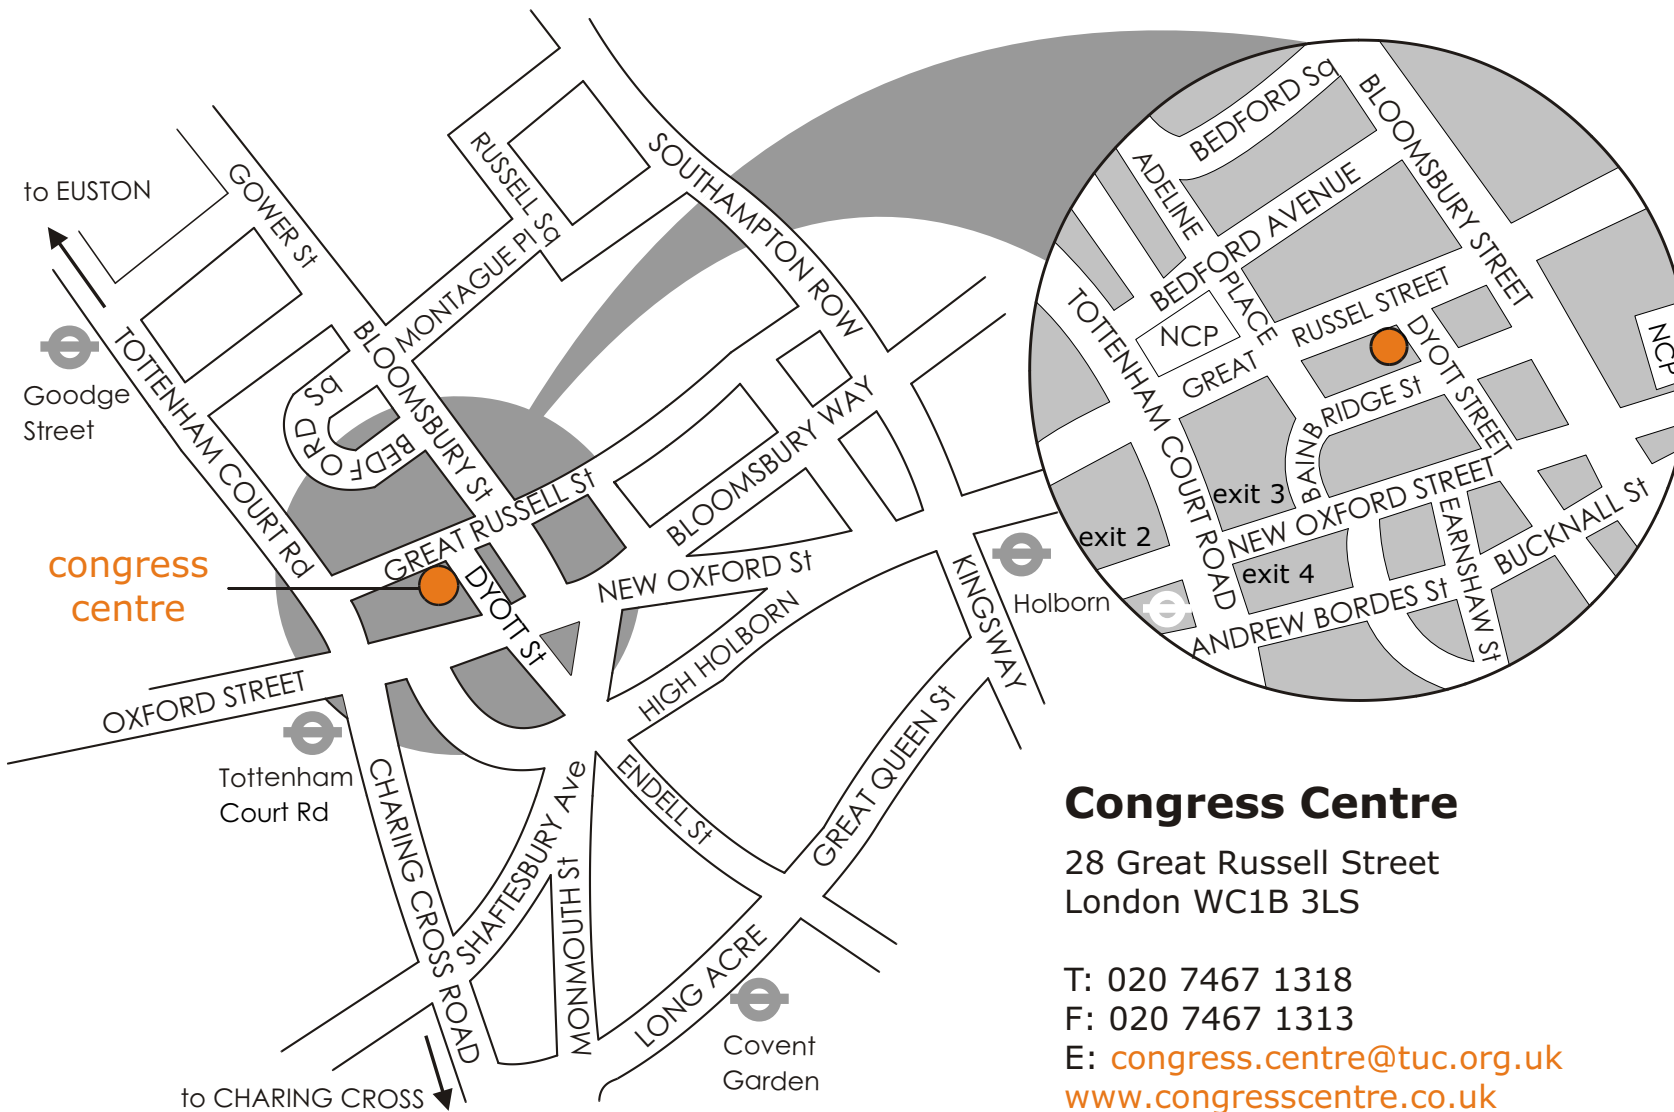 to EUSTON
GOWER St
RUSSELL Sq
SOUTHAMPTON ROW
MONTAGUE Pl
Goodge
Street
TOTTENHAM COURT Rd
BEDFORD Sq
BLOOMSBURY St
BLOOMSBURY WAY
GREAT RUSSELL St
congress
centre
DYOTT St
NEW OXFORD St
HIGH HOLBORN
KINGSWAY
Holborn
OXFORD STREET
Tottenham
Court Rd
CHARING CROSS ROAD
SHAFTESBURY Ave
MONMOUTH St
ENDELL St
GREAT QUEEN St
LONG ACRE
Covent
Garden
to CHARING CROSS
BEDFORD Sq
BLOOMSBURY STREET
ADELINE PLACE
BEDFORD AVENUE
TOTTENHAM COURT ROAD
NCP
GREAT RUSSEL STREET
DYOTT STREET
NCP
BAINB RIDGE St
exit 3
exit 2
NEW OXFORD STREET
exit 4
EARNSHAW St
BUCKNALL St
ANDREW BORDES St
Congress Centre
28 Great Russell Street
London WC1B 3LS
T: 020 7467 1318
F: 020 7467 1313
E: congress.centre@tuc.org.uk
www.congresscentre.co.uk